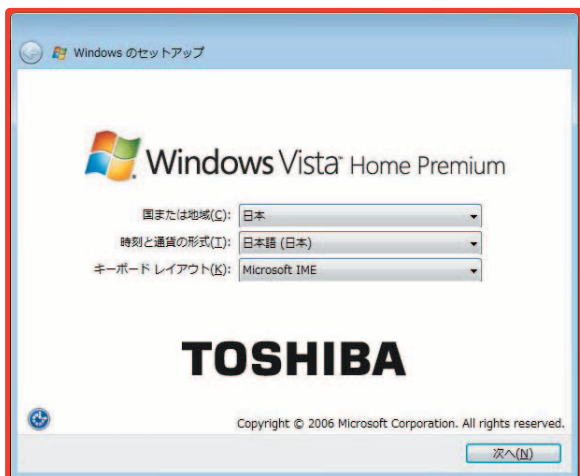 Windows のセットアップ
Windows Vista™ Home Premium
国または地域(C): 日本
時刻と通貨の形式(T): 日本語 (日本)
キーボード レイアウト(K): Microsoft IME
TOSHIBA
Copyright © 2006 Microsoft Corporation. All rights reserved.
次へ(N)